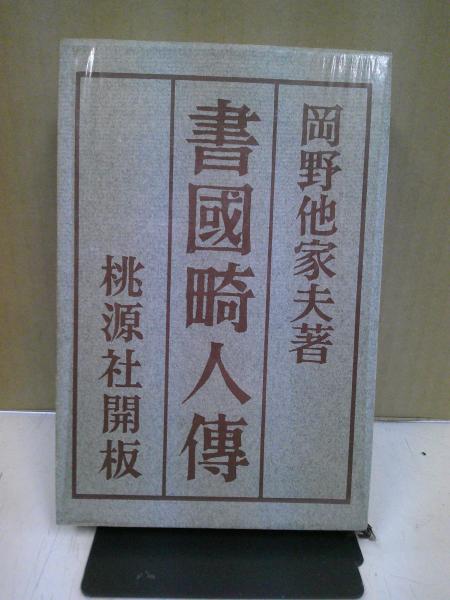 岡野他家夫著
書國畸人傳
桃源社開板